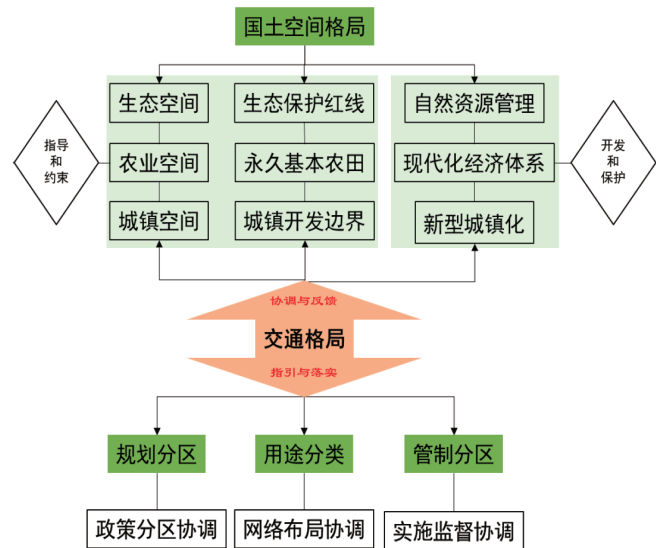 国土空间格局
生态空间
生态保护红线
自然资源管理
指导
和
约束
农业空间
永久基本农田
现代化经济体系
开发
和
保护
城镇空间
城镇开发边界
新型城镇化
协调与反馈
交通格局
指引与落实
规划分区
用途分类
管制分区
政策分区协调
网络布局协调
实施监督协调